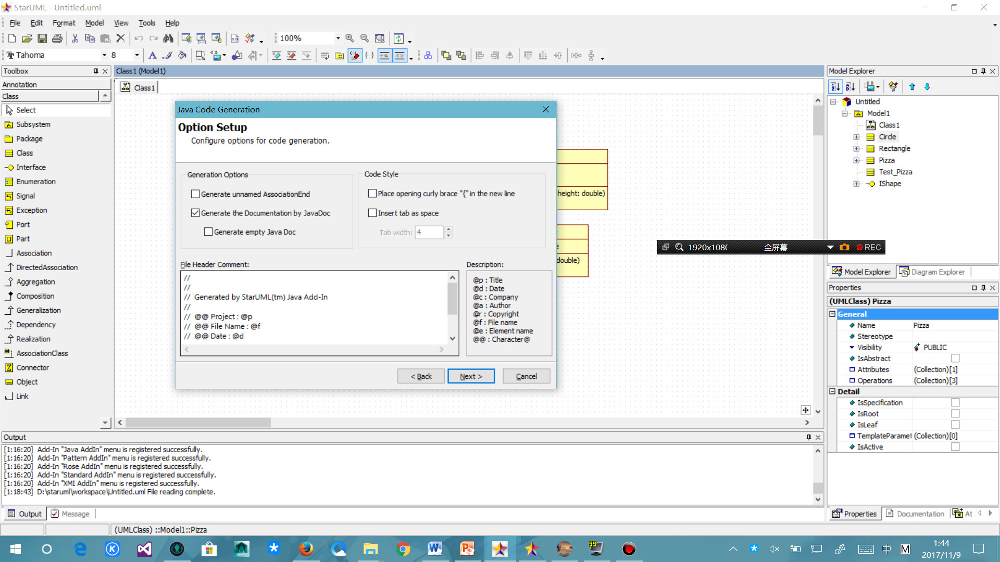 StarUML - Untitled.uml
File Edit Format Model View Tools Help
100%
Tahoma 8
Toolbox
Annotation
Class
Select
Subsystem
Package
Class
Interface
Enumeration
Signal
Exception
Port
Part
Association
DirectedAssociation
Aggregation
Composition
Generalization
Dependency
Realization
AssociationClass
Connector
Object
Link
Class1 (Model1)
Class1
Java Code Generation
Option Setup
Configure options for code generation.
Generation Options
Generate unnamed AssociationEnd
Generate the Documentation by JavaDoc
Generate empty Java Doc
Code Style
Place opening curly brace "{" in the new line
Insert tab as space
Tab width: 4
File Header Comment:
//
//
// Generated by StarUML(tm) Java Add-In
//
// @@ Project : @p
// @@ File Name : @f
// @@ Date : @d
Description:
@p : Title
@d : Date
@c : Company
@a : Author
@r : Copyright
@f : File name
@e : Element name
@@ : Character@
< Back
Next >
Cancel
height: double)
double)
1920x1080
全屏幕
REC
Model Explorer
Untitled
Model1
Class1
Circle
Rectangle
Pizza
Test_Pizza
IShape
Model Explorer
Diagram Explorer
Properties
(UMLClass) Pizza
General
Name Pizza
Stereotype
Visibility PUBLIC
IsAbstract
Attributes (Collection)[1]
Operations (Collection)[3]
Detail
IsSpecification
IsRoot
IsLeaf
TemplateParamet (Collection)[0]
IsActive
Properties
Documentation
At
Output
[1:16:20] Add-In "Java AddIn" menu is registered successfully.
[1:16:20] Add-In "Pattern AddIn" menu is registered successfully.
[1:16:20] Add-In "Rose AddIn" menu is registered successfully.
[1:16:20] Add-In "Standard AddIn" menu is registered successfully.
[1:16:20] Add-In "XMI AddIn" menu is registered successfully.
[1:18:43] D:\staruml\workspace\Untitled.uml File reading complete.
Output
Message
(UMLClass) ::Model1::Pizza
MAYA
99
中
M
1:44
2017/11/9